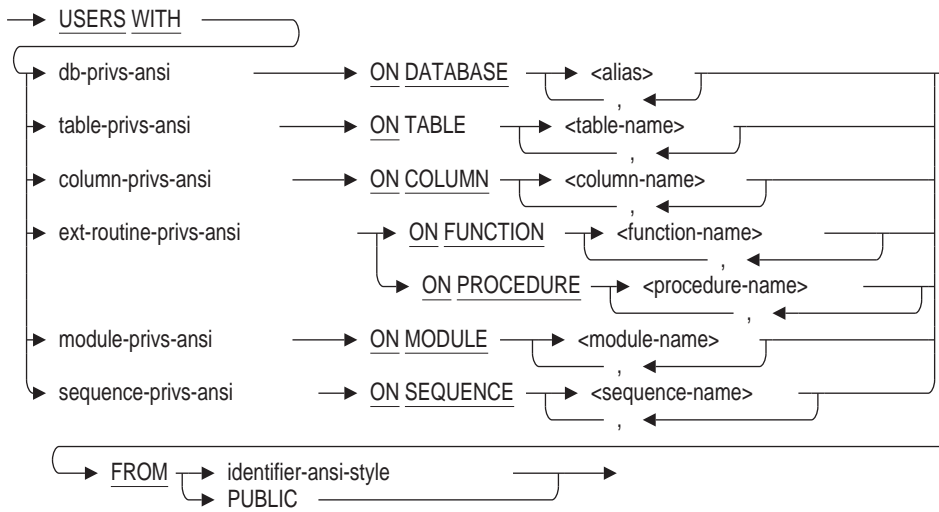 USERS WITH
db-privs-ansi ON DATABASE <alias>
,
table-privs-ansi ON TABLE <table-name>
,
column-privs-ansi ON COLUMN <column-name>
,
ext-routine-privs-ansi ON FUNCTION <function-name>
,
ON PROCEDURE <procedure-name>
,
module-privs-ansi ON MODULE <module-name>
,
sequence-privs-ansi ON SEQUENCE <sequence-name>
,
FROM identifier-ansi-style
PUBLIC